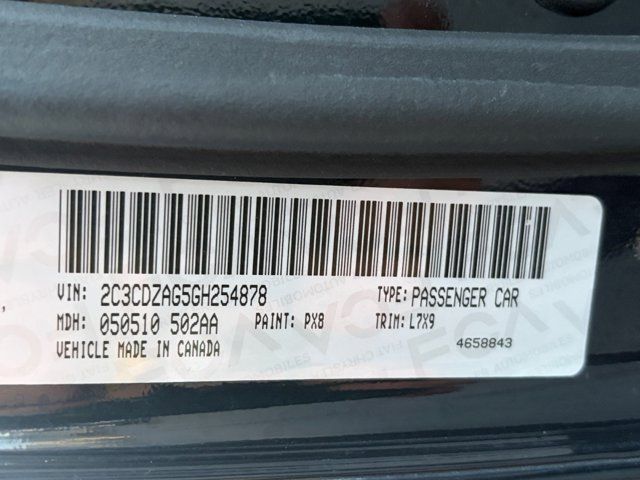 VIN: 2C3CDZAG5GH254878 TYPE: PASSENGER CAR
MDH: 050510 502AA PAINT: PX8 TRIM: L7X9
VEHICLE MADE IN CANADA 4658843